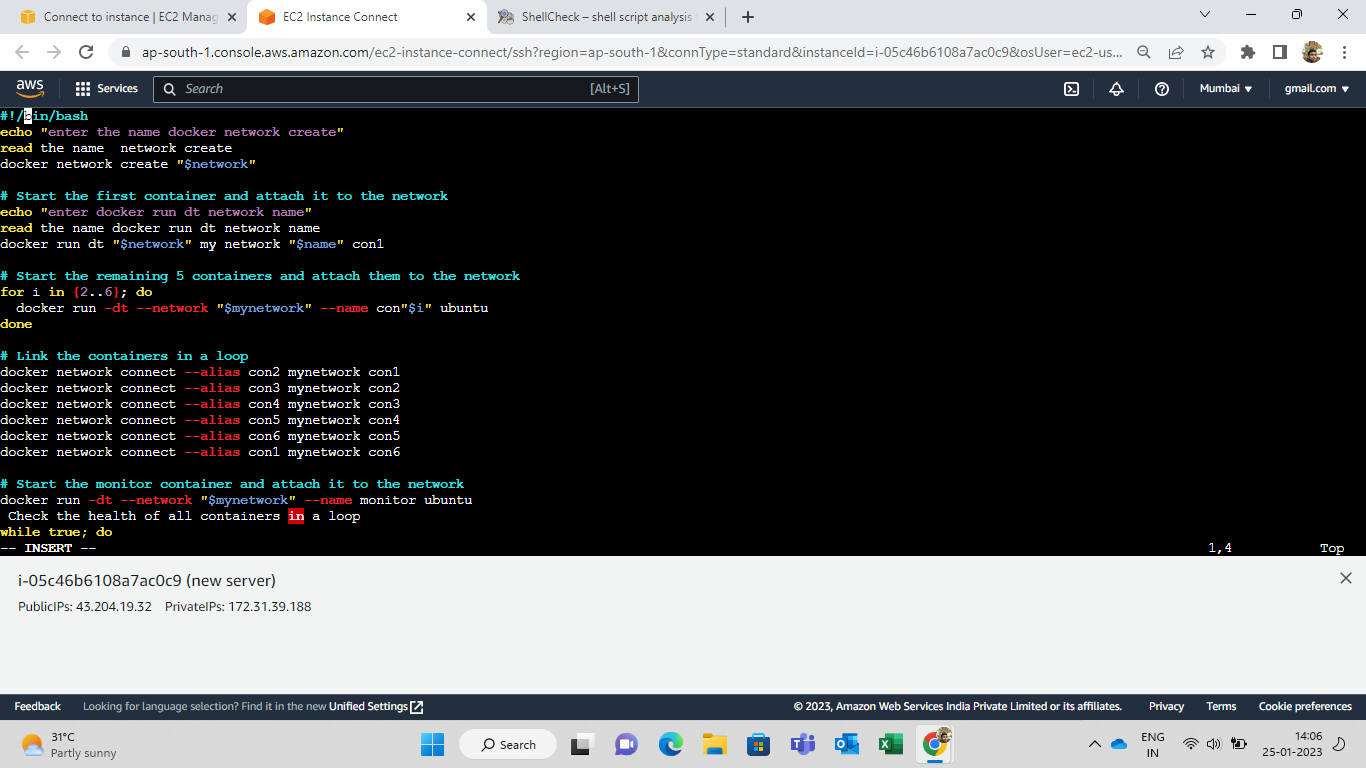 Connect to instance | EC2 Manag
EC2 Instance Connect
ShellCheck – shell script analysis
ap-south-1.console.aws.amazon.com/ec2-instance-connect/ssh?region=ap-south-1&connType=standard&instanceId=i-05c46b6108a7ac0c9&osUser=ec2-us...
aws
Services
Search
[Alt+S]
Mumbai
gmail.com
#!/bin/bash
echo "enter the name docker network create"
read the name  network create
docker network create "$network"
# Start the first container and attach it to the network
echo "enter docker run dt network name"
read the name docker run dt network name
docker run dt "$network" my network "$name" con1
# Start the remaining 5 containers and attach them to the network
for i in {2..6}; do
  docker run -dt --network "$mynetwork" --name con"$i" ubuntu
done
# Link the containers in a loop
docker network connect --alias con2 mynetwork con1
docker network connect --alias con3 mynetwork con2
docker network connect --alias con4 mynetwork con3
docker network connect --alias con5 mynetwork con4
docker network connect --alias con6 mynetwork con5
docker network connect --alias con1 mynetwork con6
# Start the monitor container and attach it to the network
docker run -dt --network "$mynetwork" --name monitor ubuntu
 Check the health of all containers in a loop
while true; do
-- INSERT --
1,4
Top
i-05c46b6108a7ac0c9 (new server)
PublicIPs: 43.204.19.32    PrivateIPs: 172.31.39.188
Feedback
Looking for language selection? Find it in the new Unified Settings
© 2023, Amazon Web Services India Private Limited or its affiliates.
Privacy
Terms
Cookie preferences
31°C
Partly sunny
Search
ENG
IN
14:06
25-01-2023